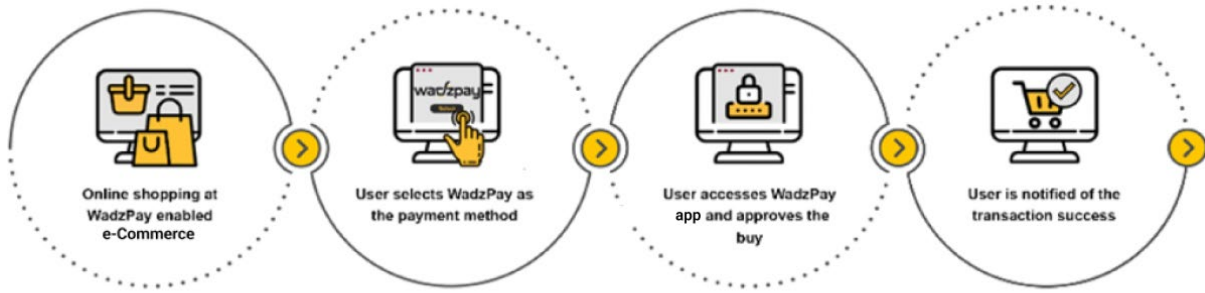 Online shopping at
WadzPay enabled
e-Commerce
wadzpay
User selects WadzPay as
the payment method
User accesses WadzPay
app and approves the
buy
User is notified of the
transaction success